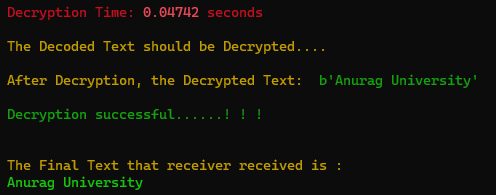 Decryption Time: 0.04742 seconds
The Decoded Text should be Decrypted....
After Decryption, the Decrypted Text:  b'Anurag University'
Decryption successful......! ! !
The Final Text that receiver received is :
Anurag University